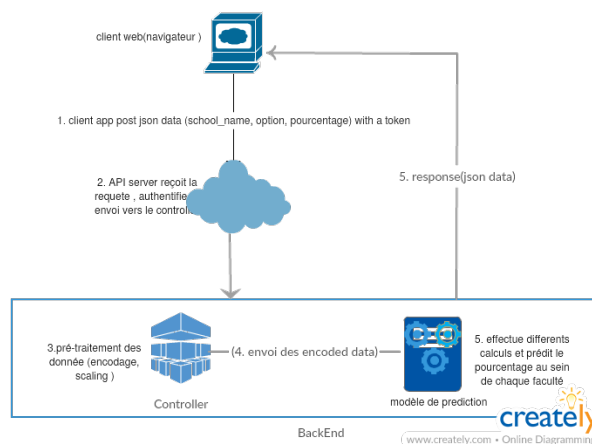 client web(navigateur )
1. client app post json data (school_name, option, pourcentage) with a token
2. API server reçoit la
requete , authentifie
envoi vers le controll
5. response(json data)
3.pré-traitement des
donnée (encodage,
scaling )
(4. envoi des encoded data)
5. effectue differents
calculs et prédit le
pourcentage au sein
de chaque faculté
Controller
modèle de prediction
BackEnd
creately
www.creately.com • Online Diagramming